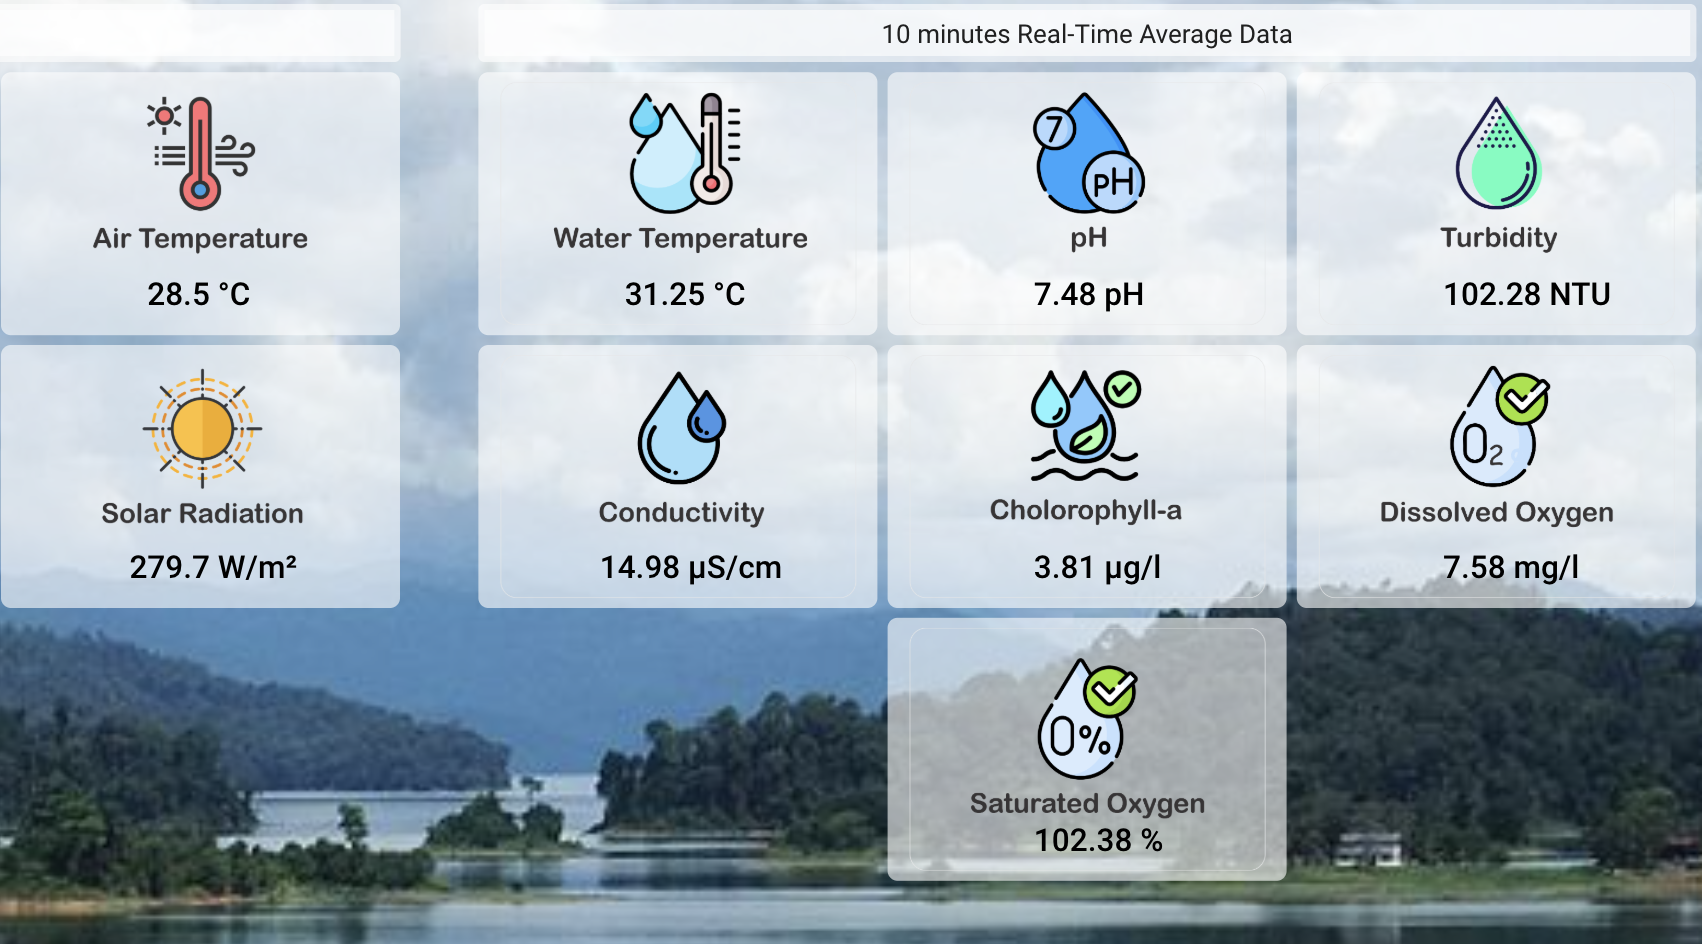 10 minutes Real-Time Average Data
Air Temperature
28.5 °C
Water Temperature
31.25 °C
7
pH
pH
7.48 pH
Turbidity
102.28 NTU
Solar Radiation
279.7 W/m²
Conductivity
14.98 µS/cm
Cholorophyll-a
3.81 µg/l
O2
Dissolved Oxygen
7.58 mg/l
0%
Saturated Oxygen
102.38 %